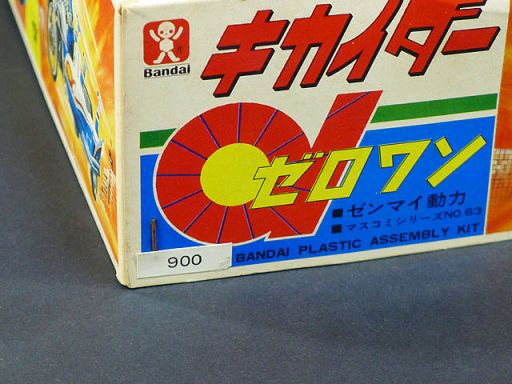 Bandai
キカイダー
ゼロワン
■ゼンマイ動力
■マスコミシリーズNO.63
BANDAI PLASTIC ASSEMBLY KIT
900